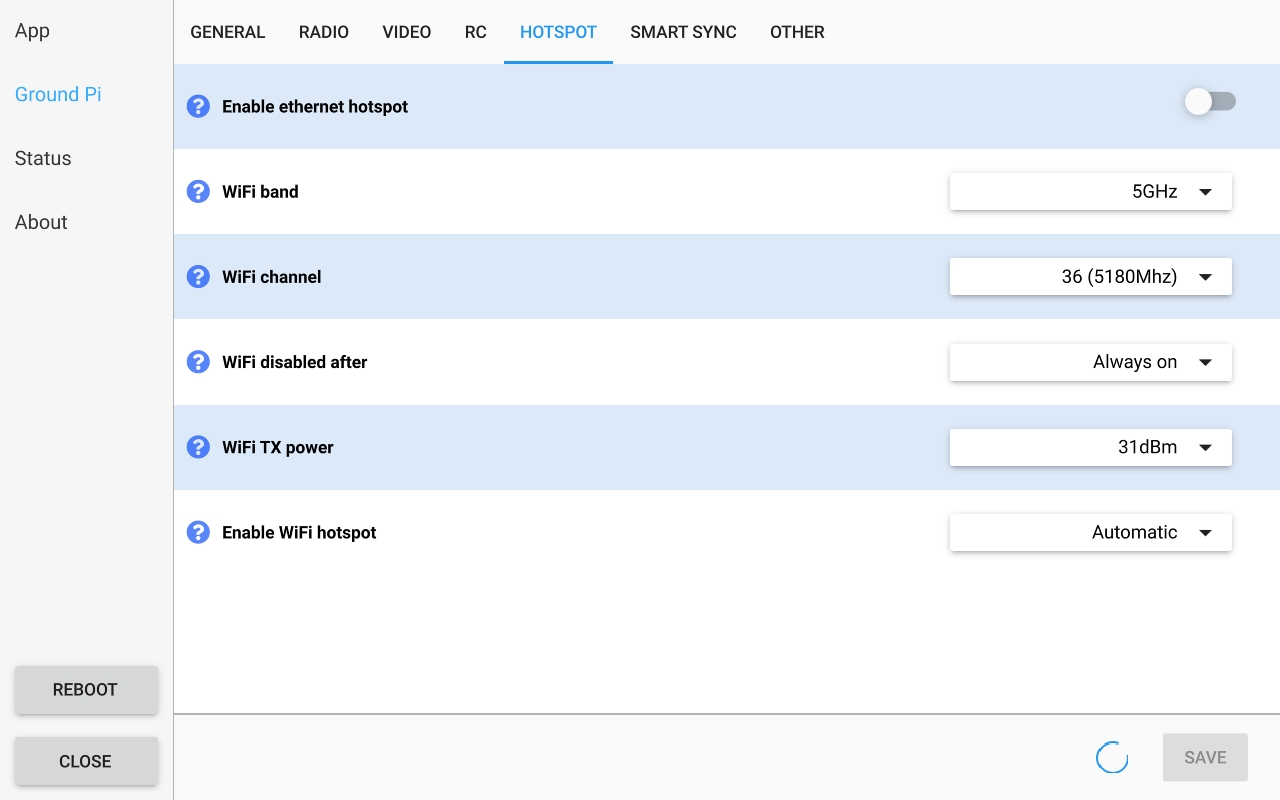 App
Ground Pi
Status
About
REBOOT
CLOSE
GENERAL RADIO VIDEO RC HOTSPOT SMART SYNC OTHER
? Enable ethernet hotspot
? WiFi band 5GHz
? WiFi channel 36 (5180Mhz)
? WiFi disabled after Always on
? WiFi TX power 31dBm
? Enable WiFi hotspot Automatic
SAVE